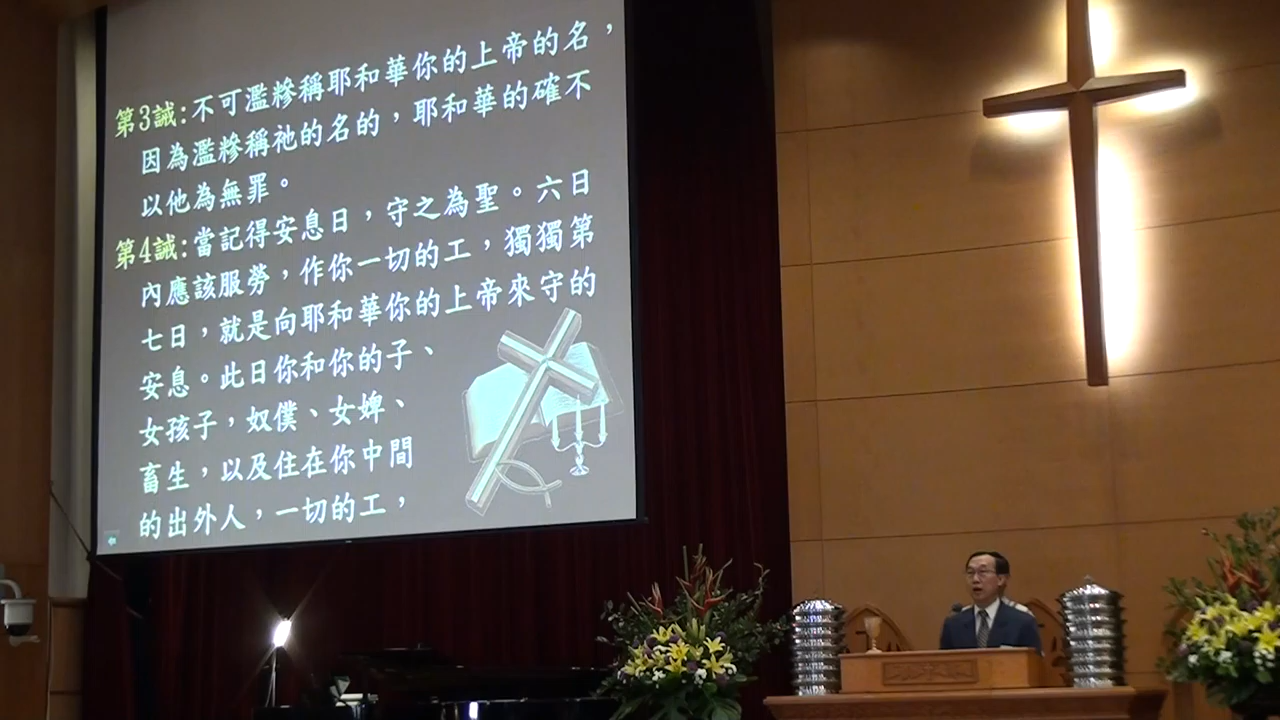 第3誡:不可濫糝稱耶和華你的上帝的名，
因為濫糝稱祂的名的，耶和華的確不
以他為無罪。
第4誡:當記得安息日，守之為聖。六日
內應該服勞，作你一切的工，獨獨第
七日，就是向耶和華你的上帝來守的
安息。此日你和你的子、
女孩子，奴僕、女婢、
畜生，以及住在你中間
的出外人，一切的工，